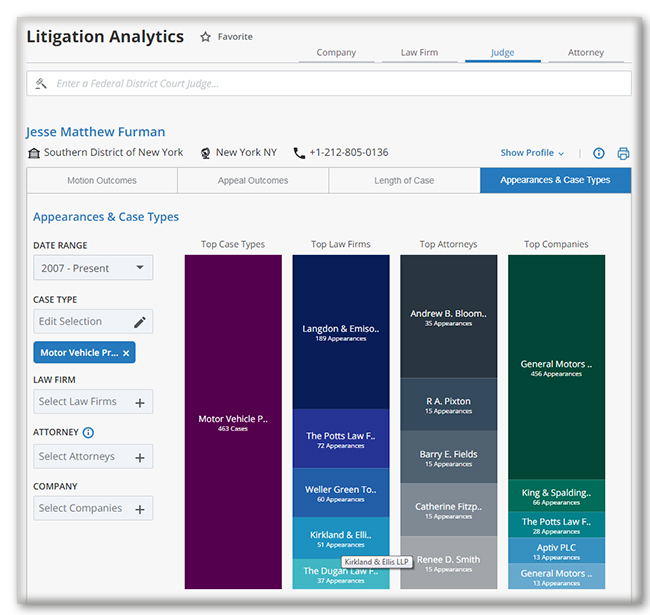 Litigation Analytics
Favorite
Company Law Firm Judge Attorney
Enter a Federal District Court Judge...
Jesse Matthew Furman
Southern District of New York New York NY +1-212-805-0136 Show Profile
Motion Outcomes Appeal Outcomes Length of Case Appearances & Case Types
Appearances & Case Types
DATE RANGE
2007 - Present
CASE TYPE
Edit Selection
Motor Vehicle Pr... ×
LAW FIRM
Select Law Firms +
ATTORNEY
Select Attorneys +
COMPANY
Select Companies +
Top Case Types
Motor Vehicle P..
463 Cases
Top Law Firms
Langdon & Emiso..
189 Appearances
The Potts Law F..
72 Appearances
Weller Green To..
60 Appearances
Kirkland & Elli..
51 Appearances
Kirkland & Ellis LLP
The Dugan Law F..
37 Appearances
Top Attorneys
Andrew B. Bloom..
35 Appearances
R A. Pixton
15 Appearances
Barry E. Fields
15 Appearances
Catherine Fitzp..
15 Appearances
Renee D. Smith
15 Appearances
Top Companies
General Motors ..
456 Appearances
King & Spalding..
66 Appearances
The Potts Law F..
28 Appearances
Aptiv PLC
13 Appearances
General Motors ..
13 Appearances